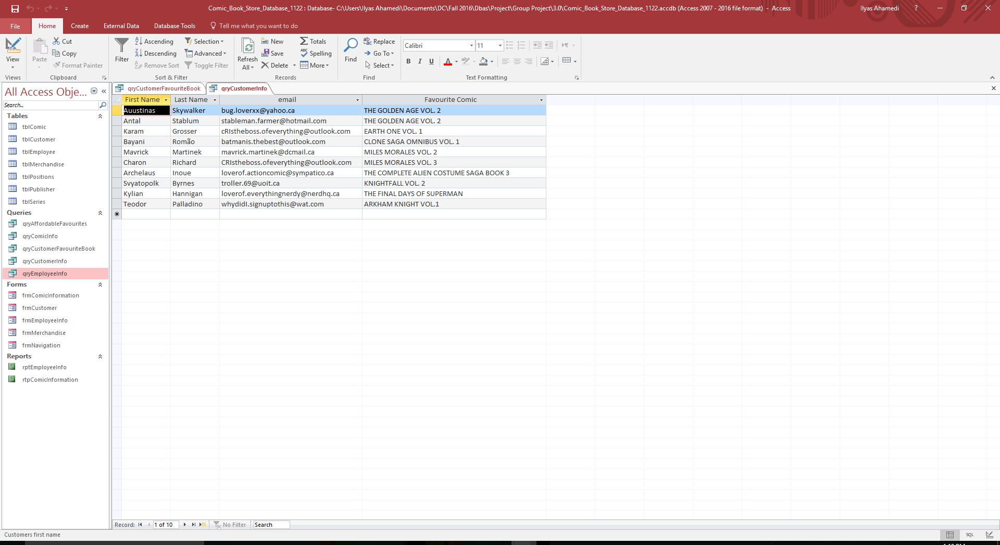 Comic_Book_Store_Database_1122 : Database- C:\Users\Ilyas Ahamedi\Documents\DC\Fall 2016\Dbas\Project\Group Project\3.0\Comic_Book_Store_Database_1122.accdb (Access 2007 - 2016 file format) - Access
Ilyas Ahamedi ?
File Home Create External Data Database Tools Tell me what you want to do
View
Views
Paste
Cut
Copy
Format Painter
Clipboard
Filter
Ascending
Descending
Remove Sort
Selection
Advanced
Toggle Filter
Sort & Filter
Refresh
All
New
Save
Delete
Totals
Spelling
More
Records
Find
Replace
Go To
Select
Find
Calibri 11
B I U
Text Formatting
All Access Obje...
Search...
Tables
tblComic
tblCustomer
tblEmployee
tblMerchandise
tblPositions
tblPublisher
tblSeries
Queries
qryAffordableFavourites
qryComicInfo
qryCustomerFavouriteBook
qryCustomerInfo
qryEmployeeInfo
Forms
frmComicInformation
frmCustomer
frmEmployeeInfo
frmMerchandise
frmNavigation
Reports
rptEmployeeInfo
rtpComicInformation
qryCustomerFavouriteBook qryCustomerInfo
First Name Last Name email Favourite Comic
Auustinas Skywalker bug.loverxx@yahoo.ca THE GOLDEN AGE VOL. 2
Antal Stablum stableman.farmer@hotmail.com THE GOLDEN AGE VOL. 2
Karam Grosser cRIstheboss.ofeverything@outlook.com EARTH ONE VOL. 1
Bayani Romão batmanis.thebest@outlook.com CLONE SAGA OMNIBUS VOL. 1
Mavrick Martinek mavrick.martinek@dcmail.ca MILES MORALES VOL. 2
Charon Richard CRIstheboss.ofeverything@outlook.com MILES MORALES VOL. 3
Archelaus Inoue loverof.actioncomic@sympatico.ca THE COMPLETE ALIEN COSTUME SAGA BOOK 3
Svyatopolk Byrnes troller.69@uoit.ca KNIGHTFALL VOL. 2
Kylian Hannigan loverof.everythingnerdy@nerdhq.ca THE FINAL DAYS OF SUPERMAN
Teodor Palladino whydidI.signuptothis@wat.com ARKHAM KNIGHT VOL.1
Record: 1 of 10 No Filter Search
Customers first name
SQL